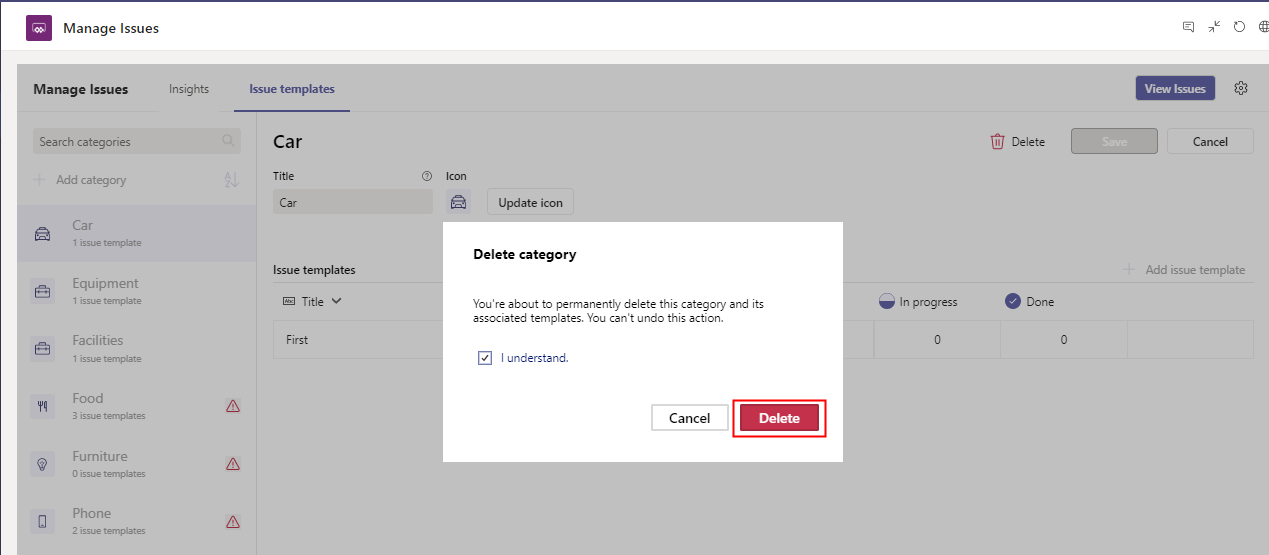 Manage Issues
Manage Issues
Insights
Issue templates
View Issues
Search categories
Add category
Car
1 issue template
Equipment
1 issue template
Facilities
1 issue template
Food
3 issue templates
Furniture
0 issue templates
Phone
2 issue templates
Car
Delete
Save
Cancel
Title
Icon
Car
Update icon
Issue templates
Add issue template
Abc Title
In progress
Done
First
0
0
Delete category
You're about to permanently delete this category and its
associated templates. You can't undo this action.
I understand.
Cancel
Delete